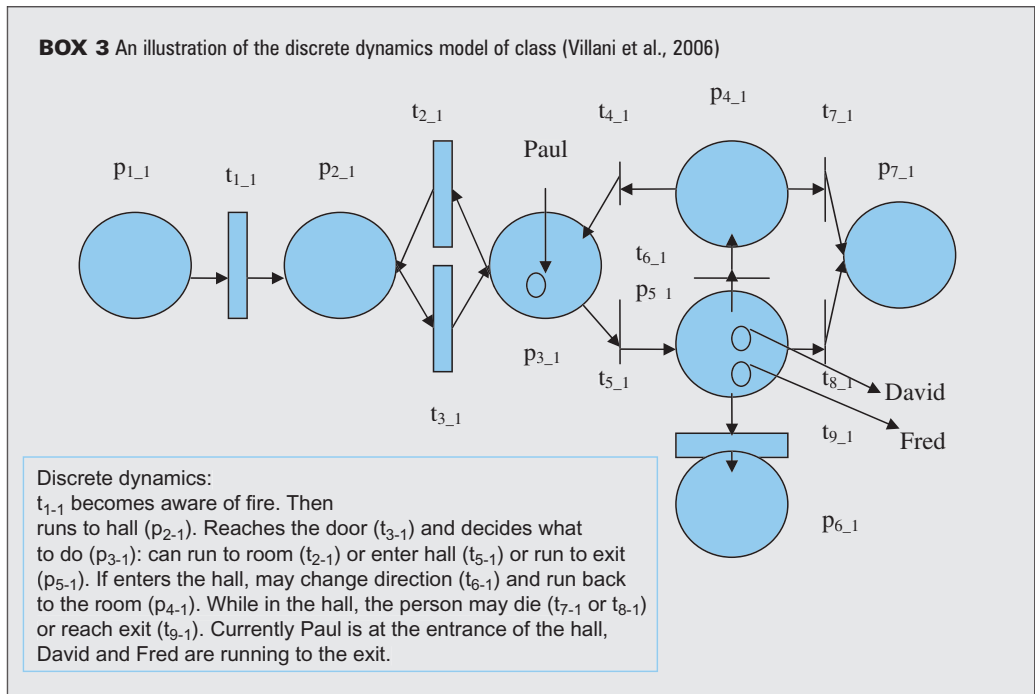 BOX 3 An illustration of the discrete dynamics model of class (Villani et al., 2006)
p1_1
t1_1
p2_1
t2_1
t3_1
Paul
p3_1
t4_1
t5_1
p4_1
t6_1
p5_1
t7_1
p7_1
t8_1
David
t9_1
Fred
p6_1
Discrete dynamics:
t1-1 becomes aware of fire. Then
runs to hall (p2-1). Reaches the door (t3-1) and decides what
to do (p3-1): can run to room (t2-1) or enter hall (t5-1) or run to exit
(p5-1). If enters the hall, may change direction (t6-1) and run back
to the room (p4-1). While in the hall, the person may die (t7-1 or t8-1)
or reach exit (t9-1). Currently Paul is at the entrance of the hall,
David and Fred are running to the exit.